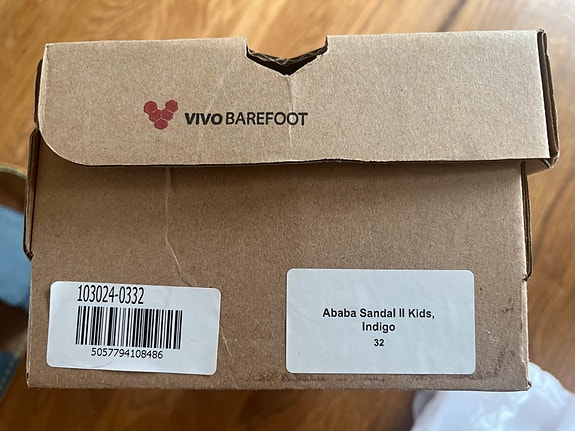 VIVOBAREFOOT
103024-0332
5057794108486
Ababa Sandal II Kids,
Indigo
32